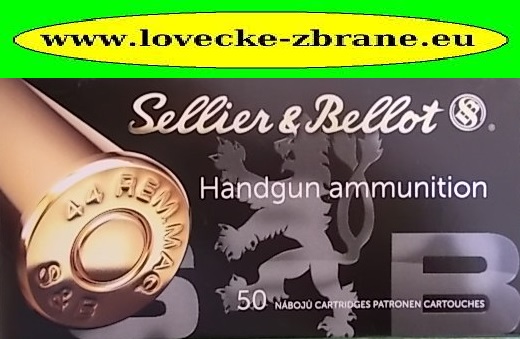 www.lovecke-zbrane.eu
Sellier & Bellot S&B ®
Handgun ammunition
44 REM.MAG
S&B
S B
50 NÁBOJŮ CARTRIDGES PATRONEN CARTOUCHES